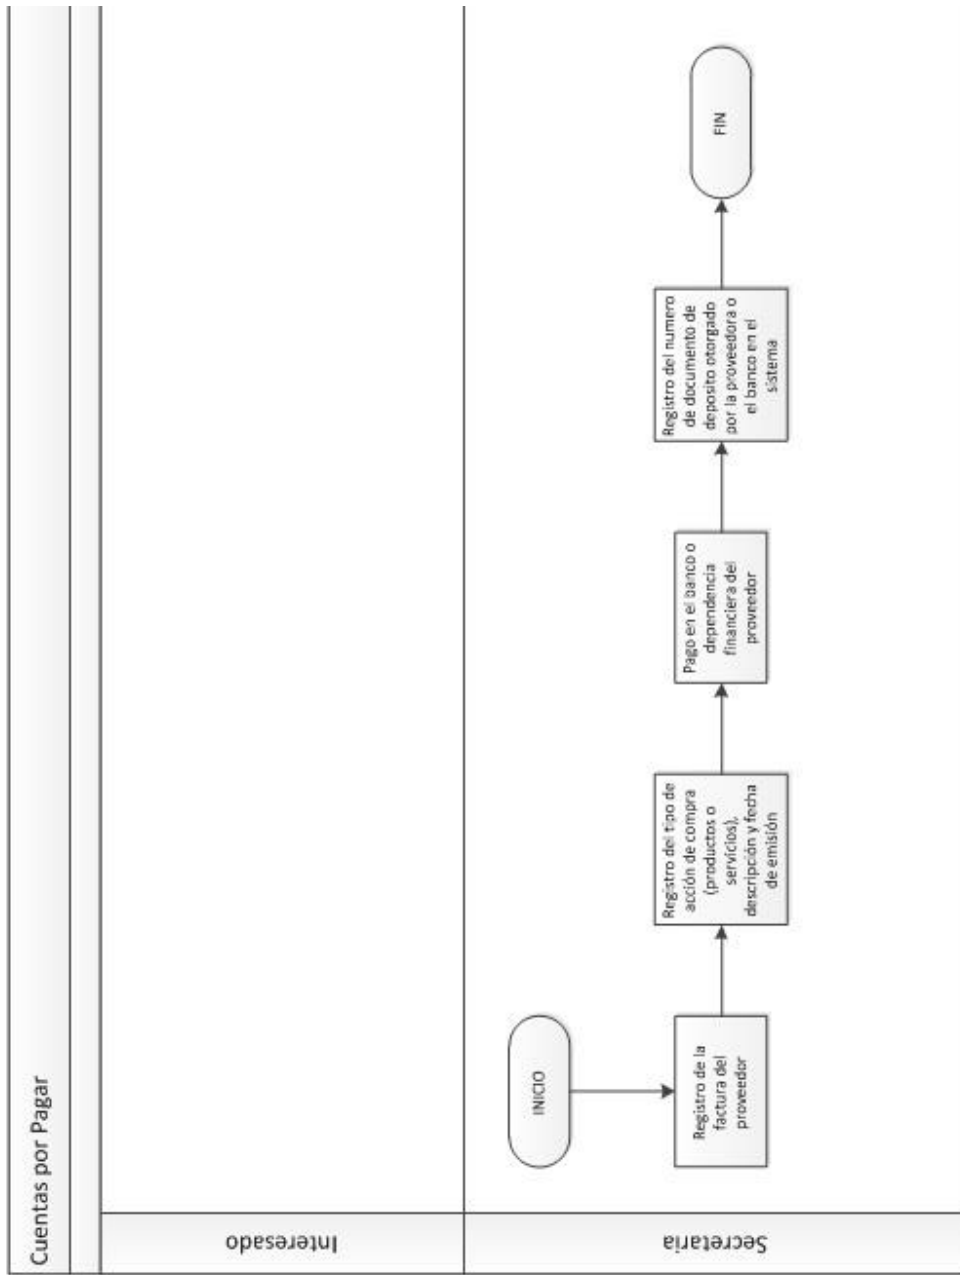 Cuentas por Pagar
Interesado
Secretaria
INICIO
Registro de la
factura del
proveedor
Registro del tipo de
acción de compra
(productos o
servicios),
descripción y fecha
de emisión
Pago en el banco o
dependencia
financiera del
proveedor
Registro del numero
de documento de
deposito otorgado
por la proveedora o
el banco en el
sistema
FIN